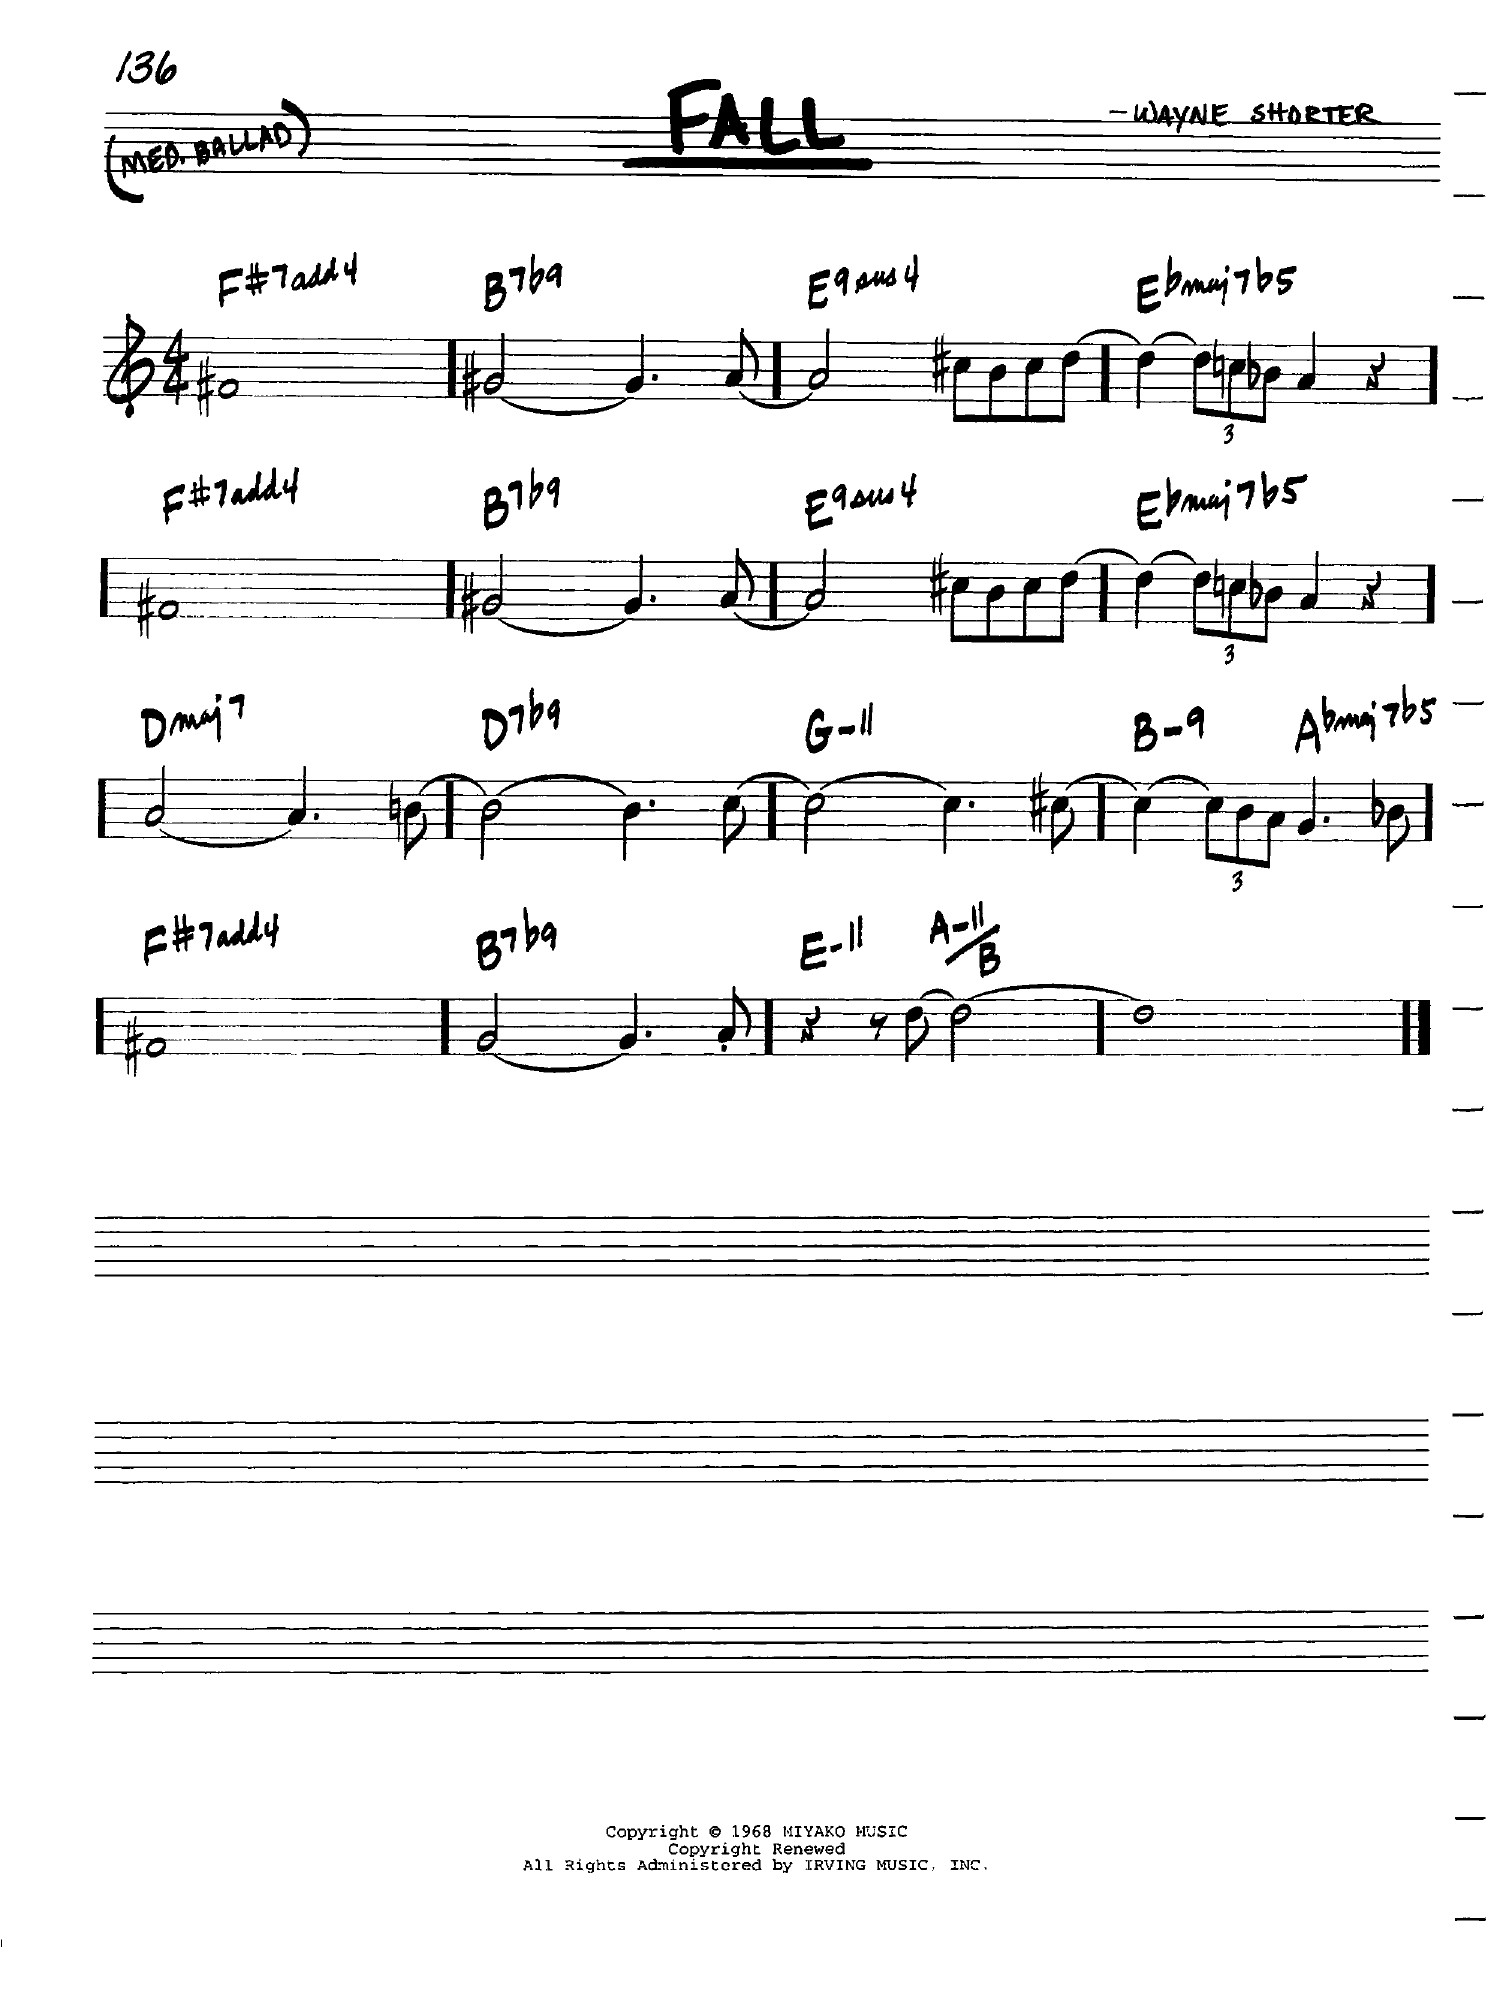 136
FALL
- WAYNE SHORTER
(MED. BALLAD)
F#7add4 B7b9 E9sus4 Ebmaj7b5
4/4
3
F#7add4 B7b9 E9sus4 Ebmaj7b5
3
Dmaj7 D7b9 G-11 B-9 Abmaj7b5
3
F#7add4 B7b9 E-11 A-11/B
Copyright © 1968 MIYAKO MUSIC
Copyright Renewed
All Rights Administered by IRVING MUSIC, INC.